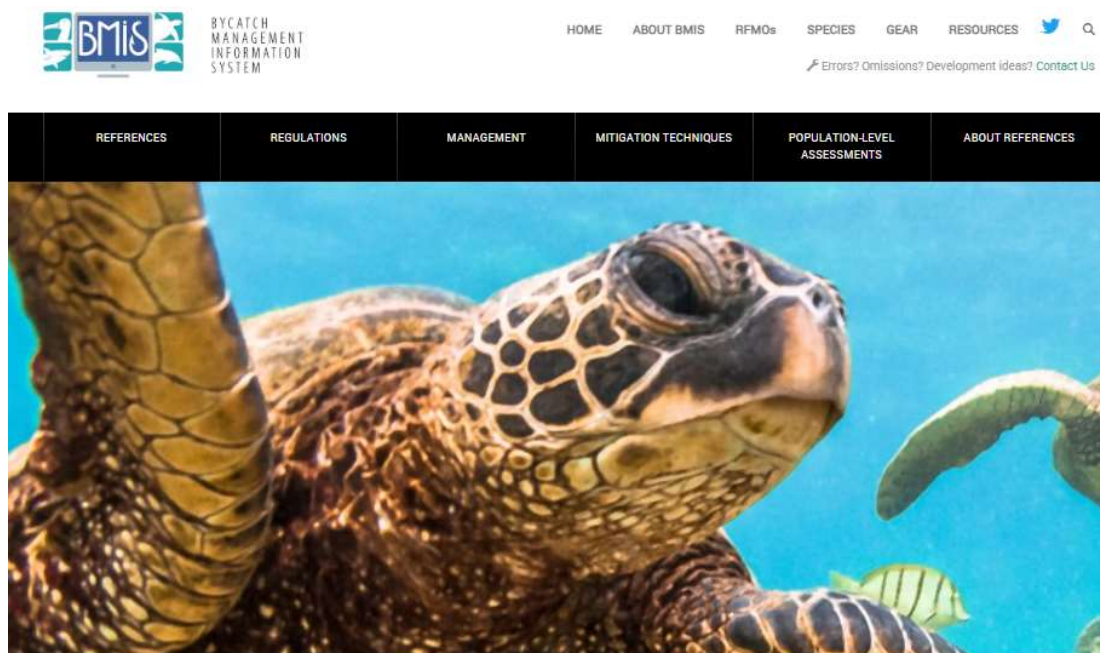 BMiS
BYCATCH
MANAGEMENT
INFORMATION
SYSTEM
HOME ABOUT BMIS RFMOs SPECIES GEAR RESOURCES
Errors? Omissions? Development ideas? Contact Us
REFERENCES REGULATIONS MANAGEMENT MITIGATION TECHNIQUES POPULATION-LEVEL ASSESSMENTS ABOUT REFERENCES